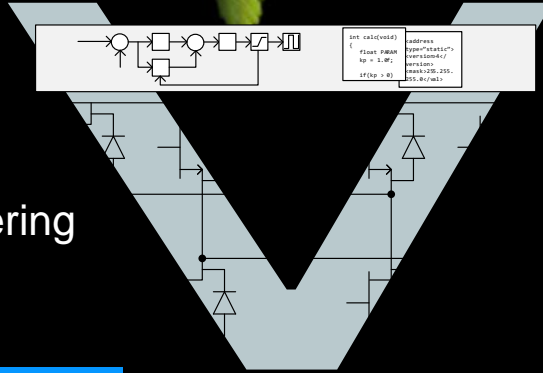 int calc(void)
{
float PARAM
kp = 1.0f;
if(kp > 0)
<address
type="static">
<version>4</
version>
<mask>255.255.
255.0</val>
ering